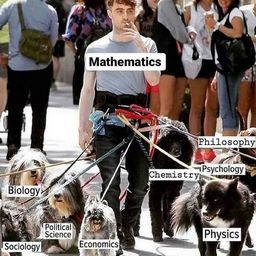 Mathematics
Philosophy
Psychology
Chemistry
Biology
Political
Science
Physics
Sociology
Economics